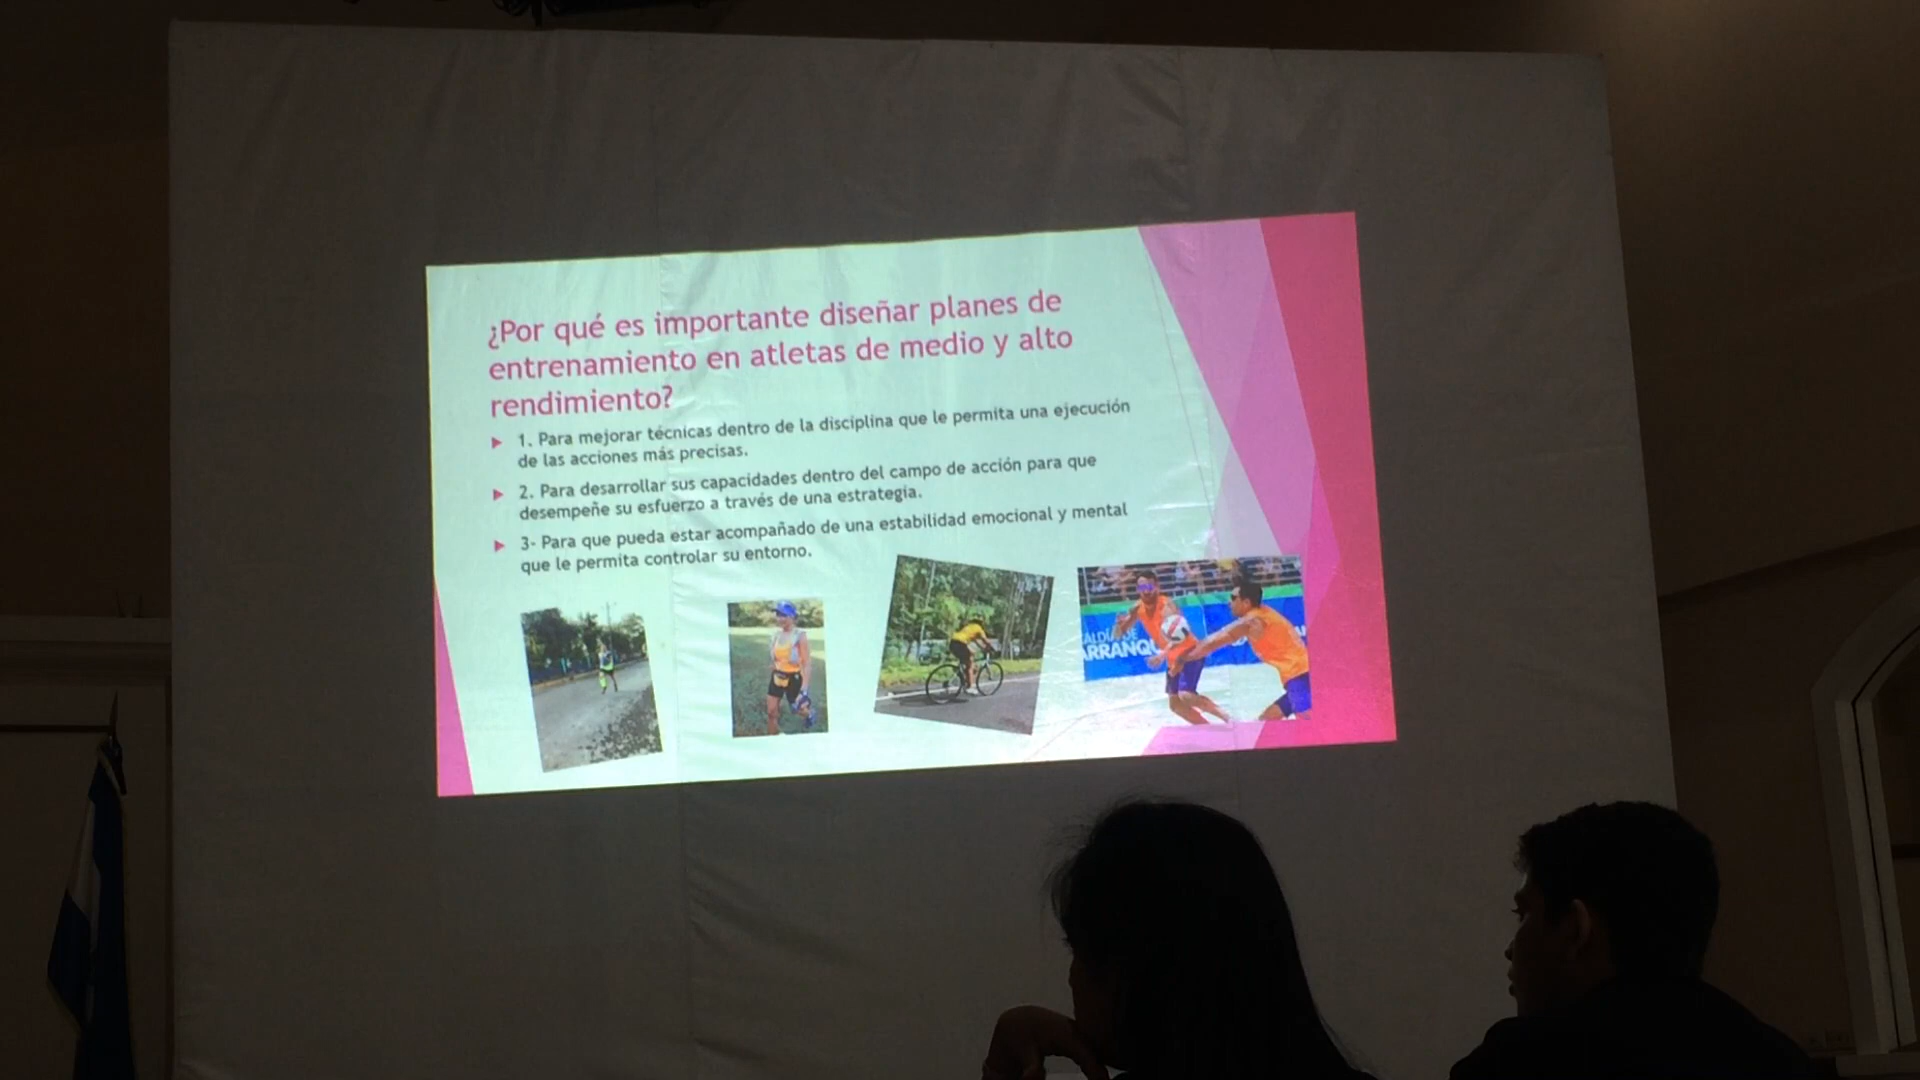 ¿Por qué es importante diseñar planes de
entrenamiento en atletas de medio y alto
rendimiento?
1. Para mejorar técnicas dentro de la disciplina que le permita una ejecución
de las acciones más precisas.
2. Para desarrollar sus capacidades dentro del campo de acción para que
desempeñe su esfuerzo a través de una estrategia.
3- Para que pueda estar acompañado de una estabilidad emocional y mental
que le permita controlar su entorno.
ALDÍA DE
ARRANQU